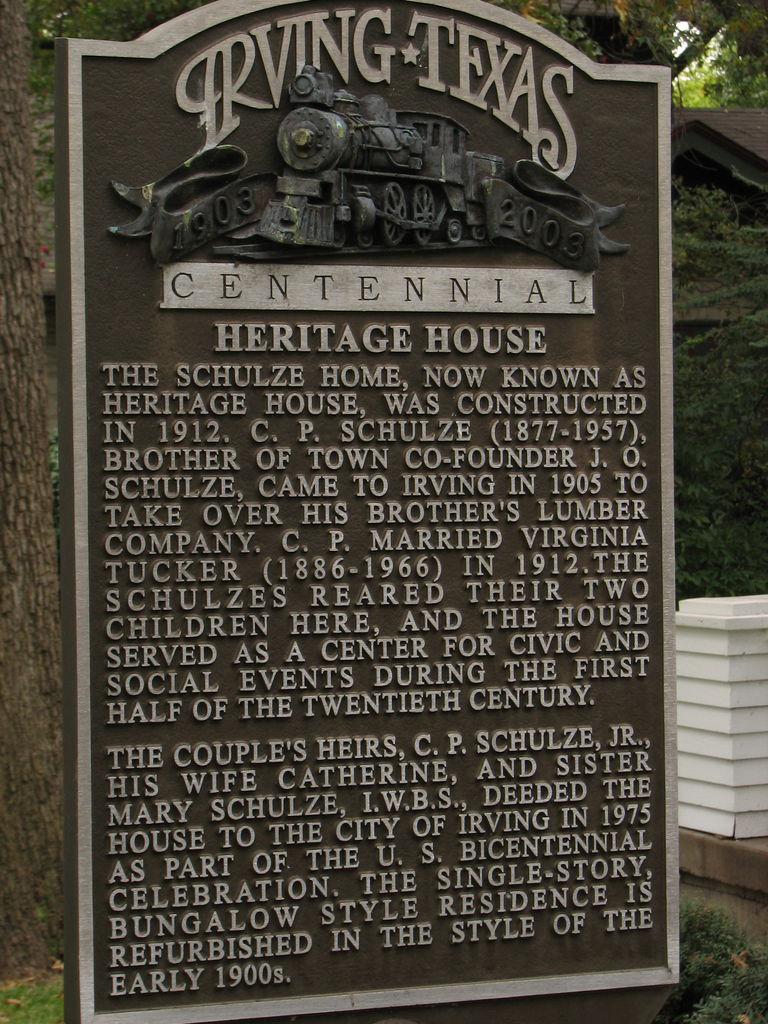 IRVING★TEXAS
1903 2003
CENTENNIAL
HERITAGE HOUSE
THE SCHULZE HOME, NOW KNOWN AS
HERITAGE HOUSE, WAS CONSTRUCTED
IN 1912. C. P. SCHULZE (1877-1957),
BROTHER OF TOWN CO-FOUNDER J. O.
SCHULZE, CAME TO IRVING IN 1905 TO
TAKE OVER HIS BROTHER'S LUMBER
COMPANY. C. P. MARRIED VIRGINIA
TUCKER (1886-1966) IN 1912.THE
SCHULZES REARED THEIR TWO
CHILDREN HERE, AND THE HOUSE
SERVED AS A CENTER FOR CIVIC AND
SOCIAL EVENTS DURING THE FIRST
HALF OF THE TWENTIETH CENTURY.
THE COUPLE'S HEIRS, C. P. SCHULZE, JR.,
HIS WIFE CATHERINE, AND SISTER
MARY SCHULZE, I.W.B.S., DEEDED THE
HOUSE TO THE CITY OF IRVING IN 1975
AS PART OF THE U. S. BICENTENNIAL
CELEBRATION. THE SINGLE-STORY,
BUNGALOW STYLE RESIDENCE IS
REFURBISHED IN THE STYLE OF THE
EARLY 1900s.